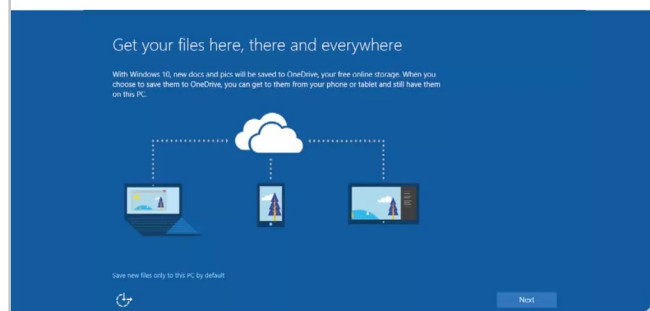 Get your files here, there and everywhere
With Windows 10, new docs and pics will be saved to OneDrive, your free online storage. When you
choose to save them to OneDrive, you can get to them from your phone or tablet and still have them
on this PC.
Save new files only to this PC by default
Next